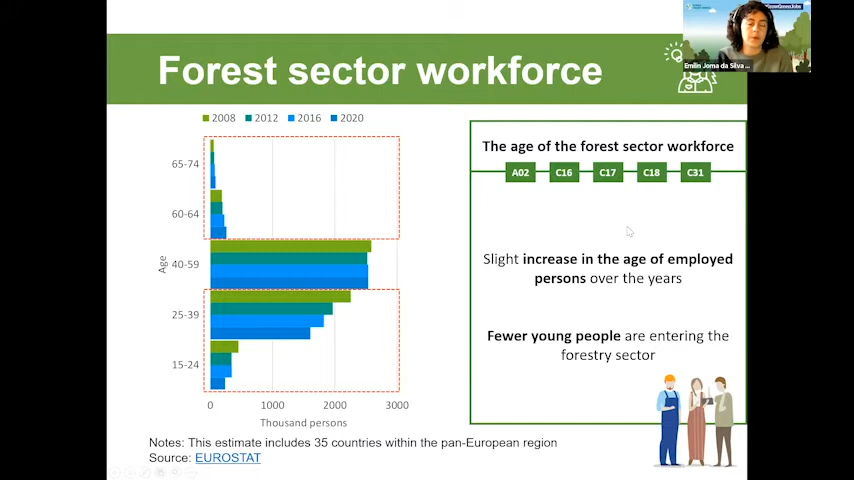 #GrowGreenJobs
Emilin Joma da Silva ...
Forest sector workforce
2008 2012 2016 2020
65-74
60-64
40-59
25-39
15-24
Age
0 1000 2000 3000
Thousand persons
The age of the forest sector workforce
A02 C16 C17 C18 C31
Slight increase in the age of employed
persons over the years
Fewer young people are entering the
forestry sector
Notes: This estimate includes 35 countries within the pan-European region
Source: EUROSTAT